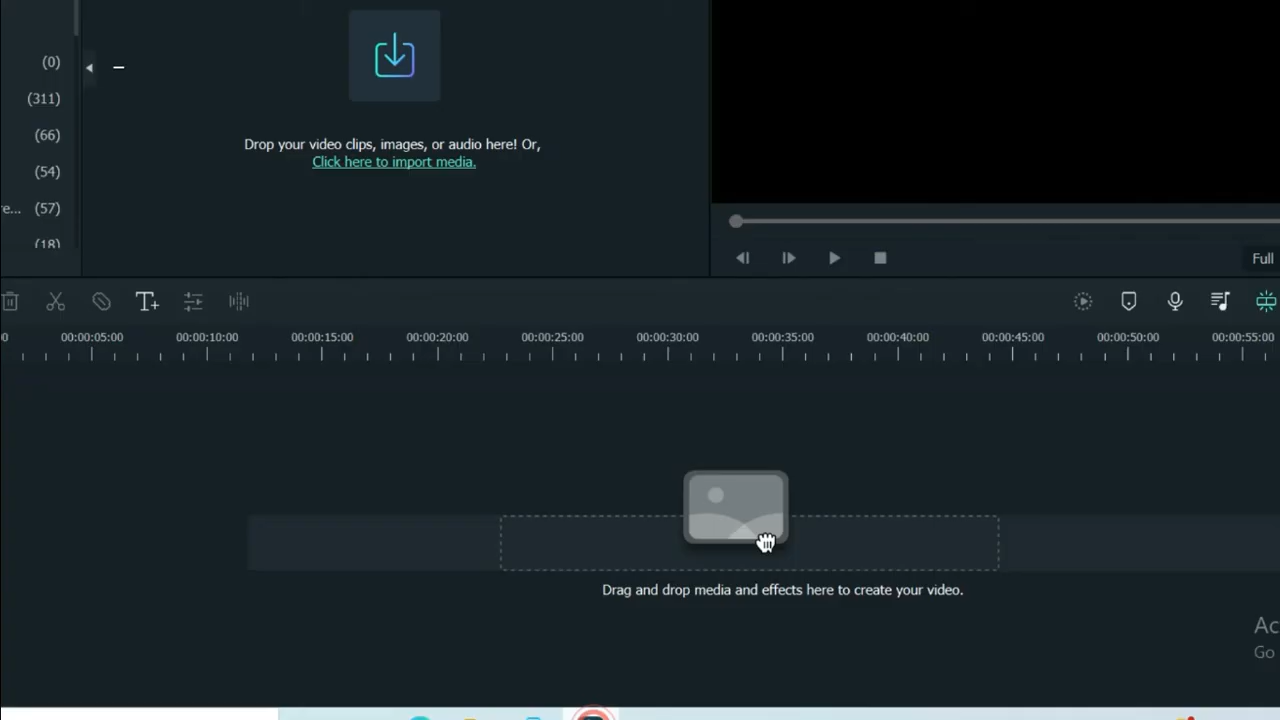 (0)
(311)
(66)
(54)
re... (57)
(18)
Drop your video clips, images, or audio here! Or,
Click here to import media.
Full
T+
0 00:00:05:00 00:00:10:00 00:00:15:00 00:00:20:00 00:00:25:00 00:00:30:00 00:00:35:00 00:00:40:00 00:00:45:00 00:00:50:00 00:00:55:00
Drag and drop media and effects here to create your video.
Ac
Go